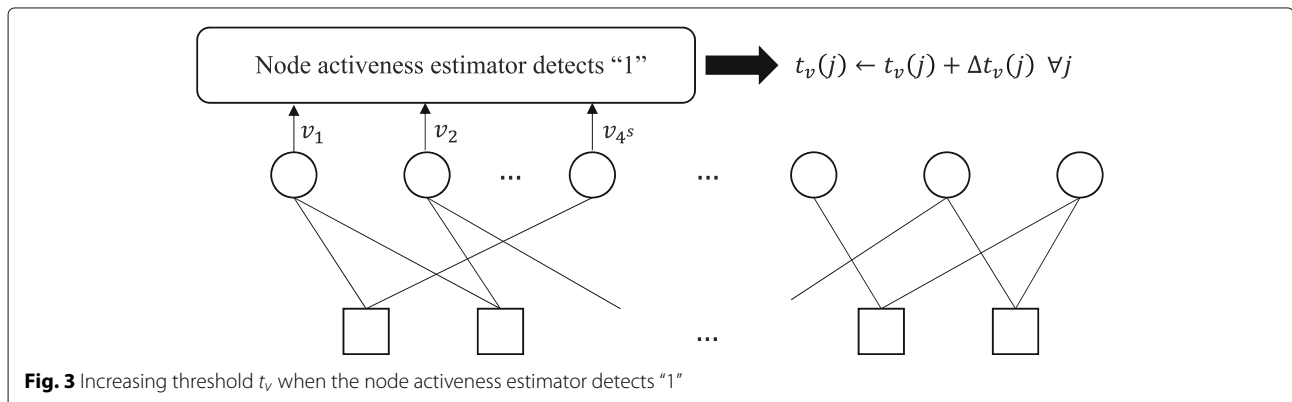 Node activeness estimator detects “1”
t_v(j) ← t_v(j) + Δt_v(j) ∀j
v_1 v_2 v_{4^s}
... ...
...
Fig. 3 Increasing threshold t_v when the node activeness estimator detects “1”